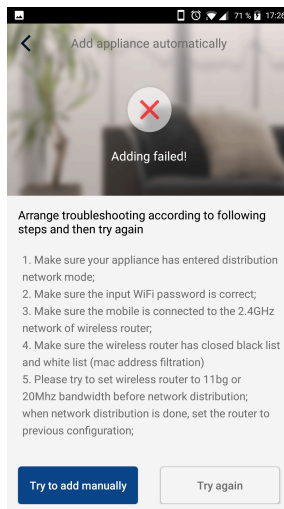 71 % 17:26
Add appliance automatically
Adding failed!
Arrange troubleshooting according to following
steps and then try again
1. Make sure your appliance has entered distribution
network mode;
2. Make sure the input WiFi password is correct;
3. Make sure the mobile is connected to the 2.4GHz
network of wireless router;
4. Make sure the wireless router has closed black list
and white list (mac address filtration)
5. Please try to set wireless router to 11bg or
20Mhz bandwidth before network distribution;
when network distribution is done, set the router to
previous configuration;
Try to add manually
Try again